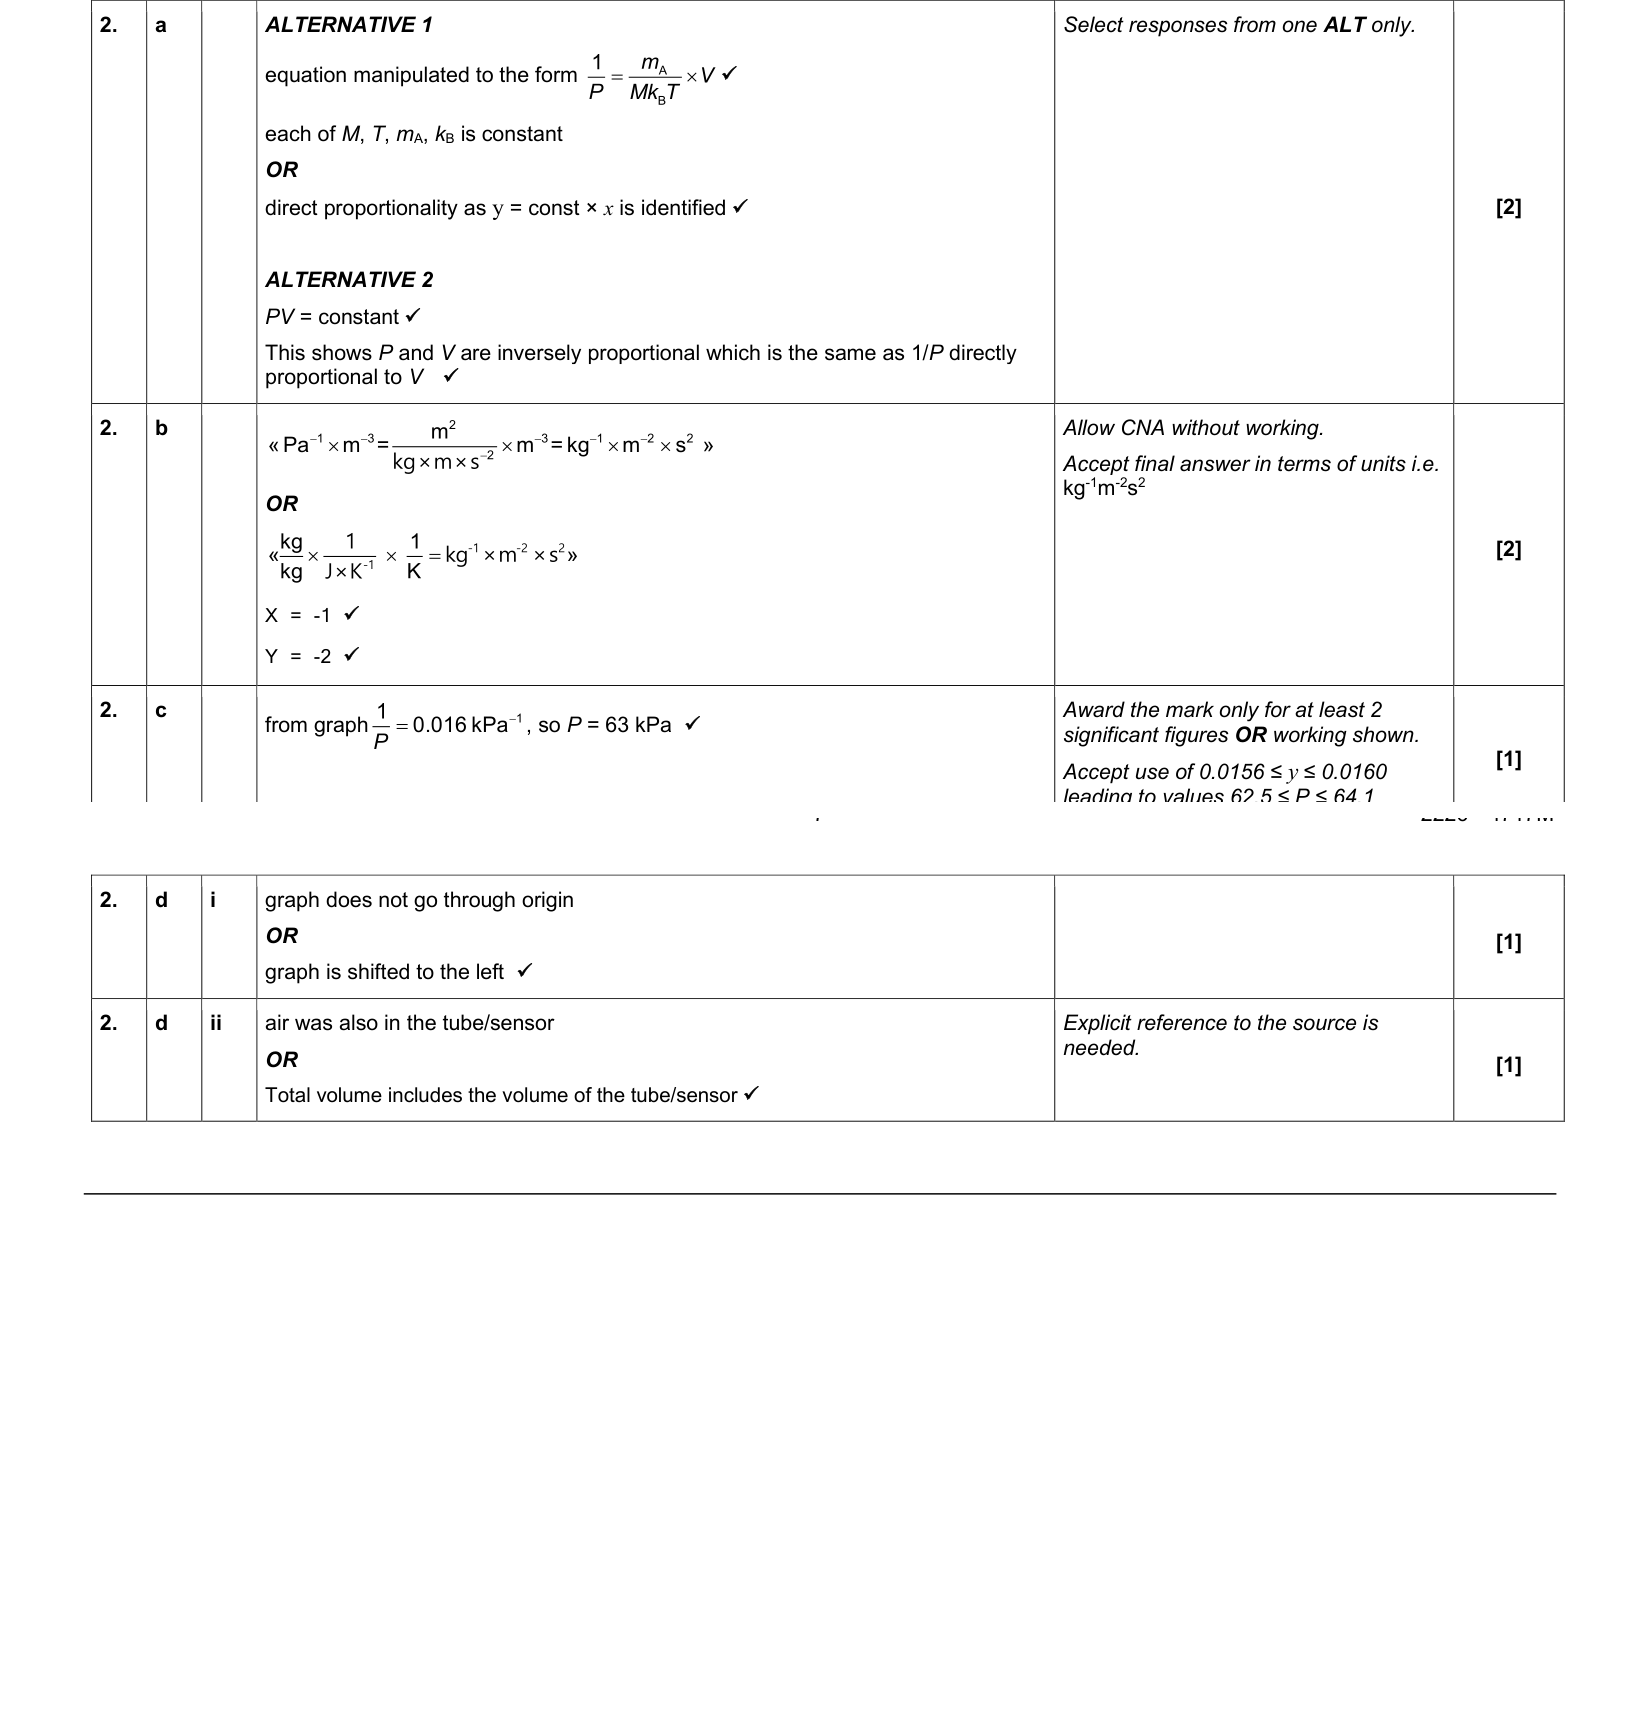 2. a ALTERNATIVE 1 Select responses from one ALT only.
equation manipulated to the form 1/P = m_A/(Mk_BT) × V ✓
each of M, T, m_A, k_B is constant
OR
direct proportionality as y = const × x is identified ✓ [2]
ALTERNATIVE 2
PV = constant ✓
This shows P and V are inversely proportional which is the same as 1/P directly
proportional to V ✓
2. b « Pa⁻¹ × m⁻³ = m²/(kg × m × s⁻²) × m⁻³ = kg⁻¹ × m⁻² × s² » Allow CNA without working.
Accept final answer in terms of units i.e.
kg⁻¹m⁻²s²
OR
«kg/kg × 1/(J × K⁻¹) × 1/K = kg⁻¹ × m⁻² × s²» [2]
X = -1 ✓
Y = -2 ✓
2. c from graph 1/P = 0.016 kPa⁻¹, so P = 63 kPa ✓ Award the mark only for at least 2
significant figures OR working shown.
[1]
Accept use of 0.0156 ≤ y ≤ 0.0160
leading to values 62.5 ≤ P ≤ 64.1
2. d i graph does not go through origin
OR [1]
graph is shifted to the left ✓
2. d ii air was also in the tube/sensor Explicit reference to the source is
needed.
OR [1]
Total volume includes the volume of the tube/sensor ✓